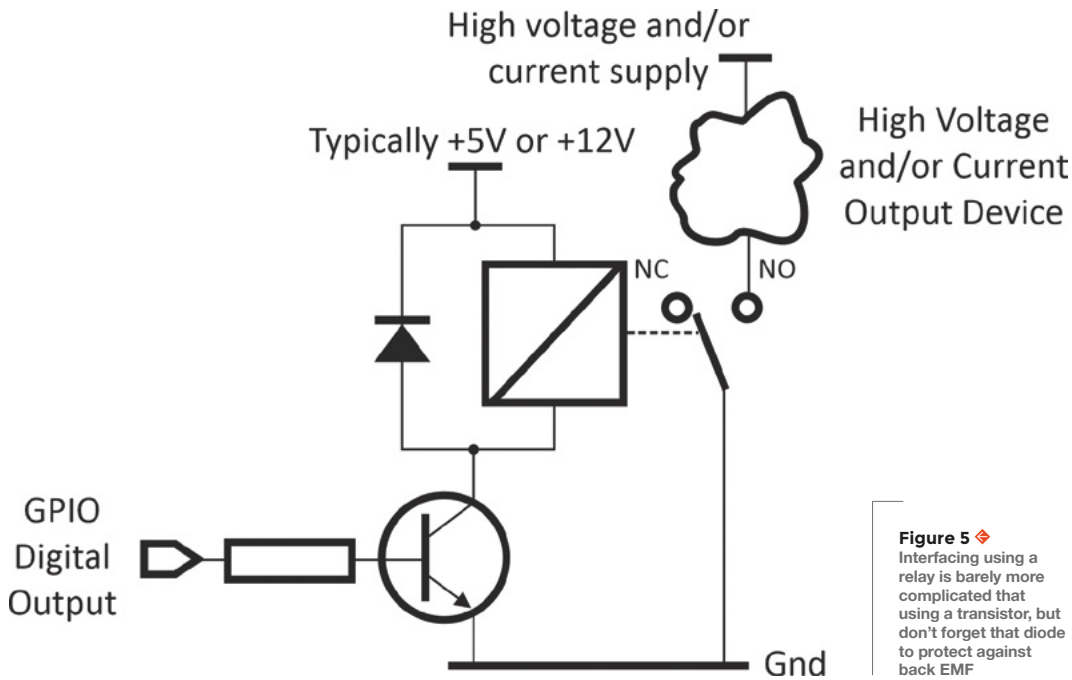 High voltage and/or
current supply
Typically +5V or +12V
High Voltage
and/or Current
Output Device
NC
NO
GPIO
Digital
Output
Gnd
Figure 5
Interfacing using a
relay is barely more
complicated that
using a transistor, but
don't forget that diode
to protect against
back EMF